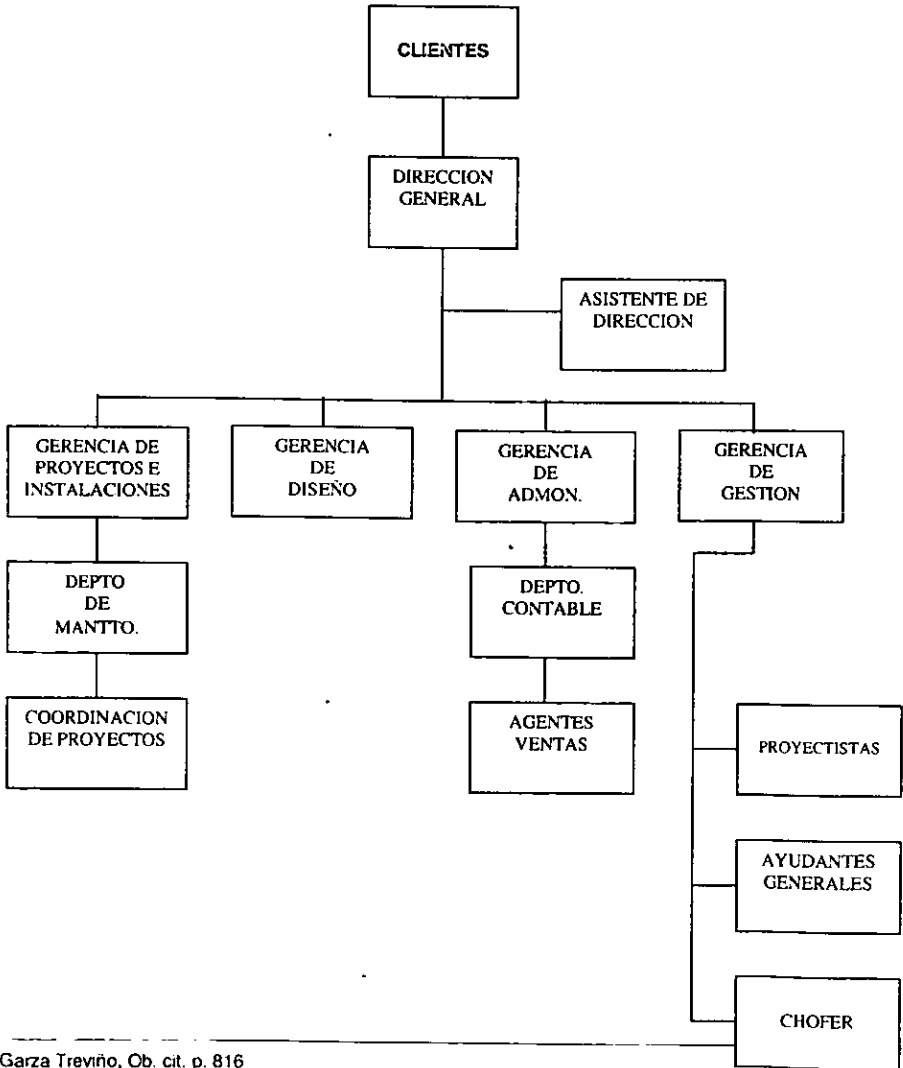 CLIENTES
DIRECCION
GENERAL
ASISTENTE DE
DIRECCION
GERENCIA DE
PROYECTOS E
INSTALACIONES
GERENCIA
DE
DISEÑO
GERENCIA
DE
ADMON.
GERENCIA
DE
GESTION
DEPTO
DE
MANTTO.
DEPTO.
CONTABLE
COORDINACION
DE PROYECTOS
AGENTES
VENTAS
PROYECTISTAS
AYUDANTES
GENERALES
CHOFER
Garza Treviño, Ob. cit. p. 816